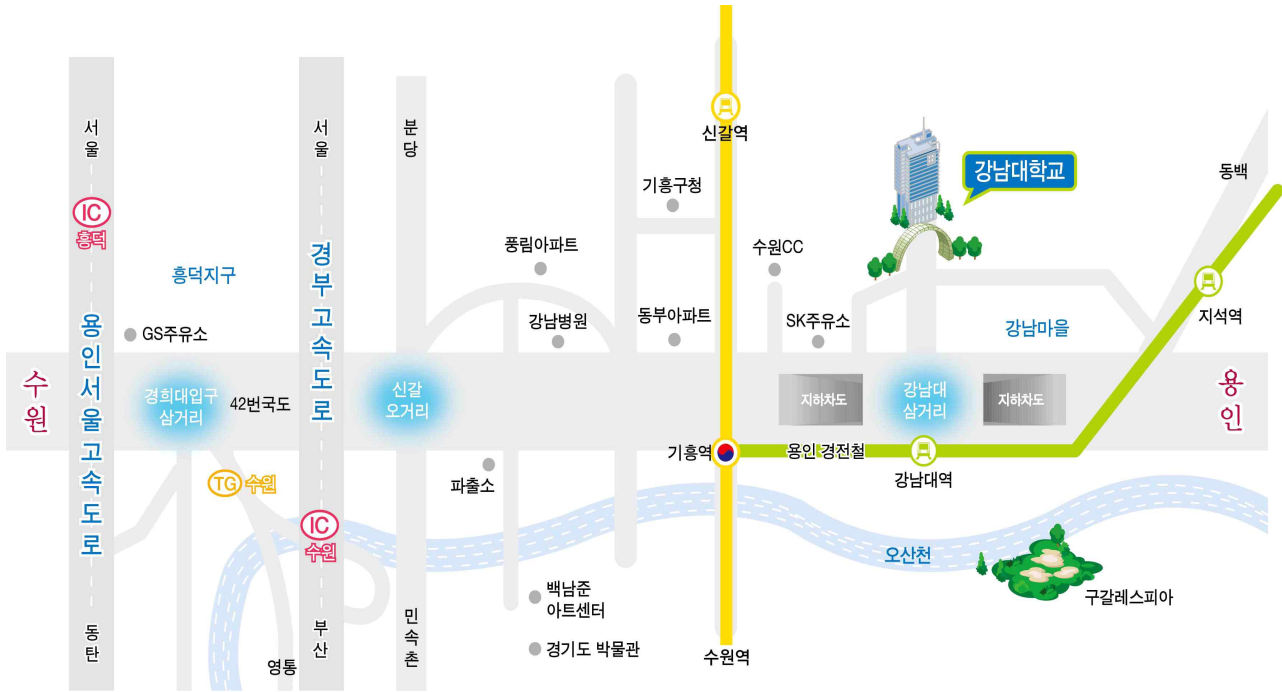 서울
서울
분당
신갈역
강남대학교
동백
기흥구청
IC
흥덕
풍림아파트
수원CC
흥덕지구
경부고속도로
지석역
GS주유소
강남병원
동부아파트
SK주유소
강남마을
용인서울고속도로
수원
경희대입구
삼거리
42번국도
신갈
오거리
지하차도
강남대
삼거리
지하차도
용인
기흥역
용인 경전철
강남대역
TG 수원
파출소
IC
수원
오산천
백남준
아트센터
구갈레스피아
동탄
영통
부산
민속촌
경기도 박물관
수원역